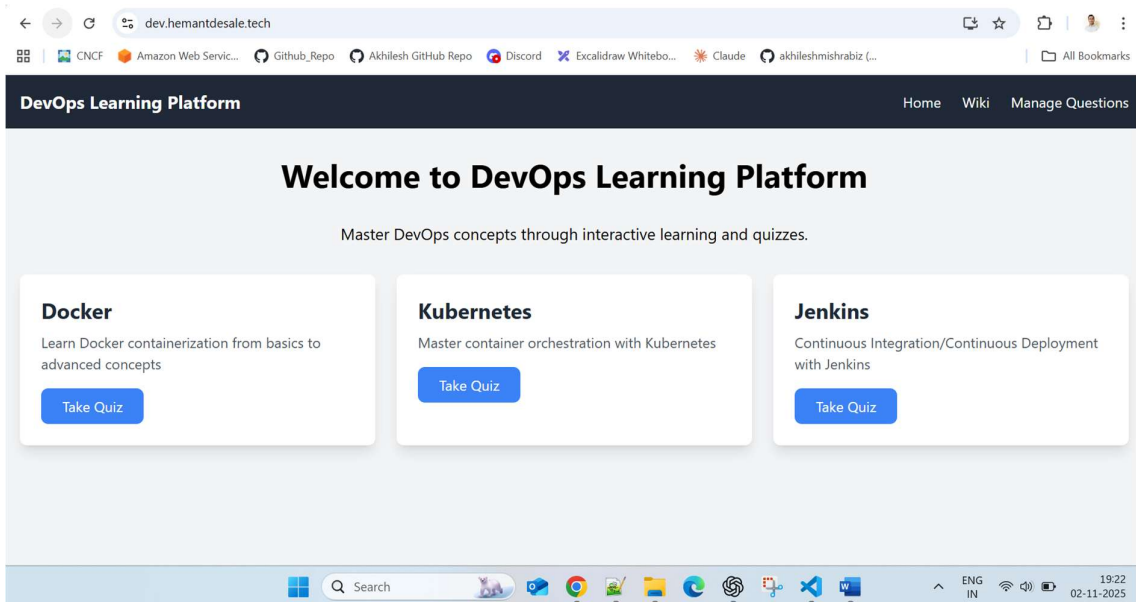 dev.hemantdesale.tech
CNCF Amazon Web Servic... Github_Repo Akhilesh GitHub Repo Discord Excalidraw Whitebo... Claude akhileshmishrabiz (... All Bookmarks
DevOps Learning Platform Home Wiki Manage Questions
Welcome to DevOps Learning Platform
Master DevOps concepts through interactive learning and quizzes.
Docker
Learn Docker containerization from basics to
advanced concepts
Take Quiz
Kubernetes
Master container orchestration with Kubernetes
Take Quiz
Jenkins
Continuous Integration/Continuous Deployment
with Jenkins
Take Quiz
Search
ENG
IN
19:22
02-11-2025